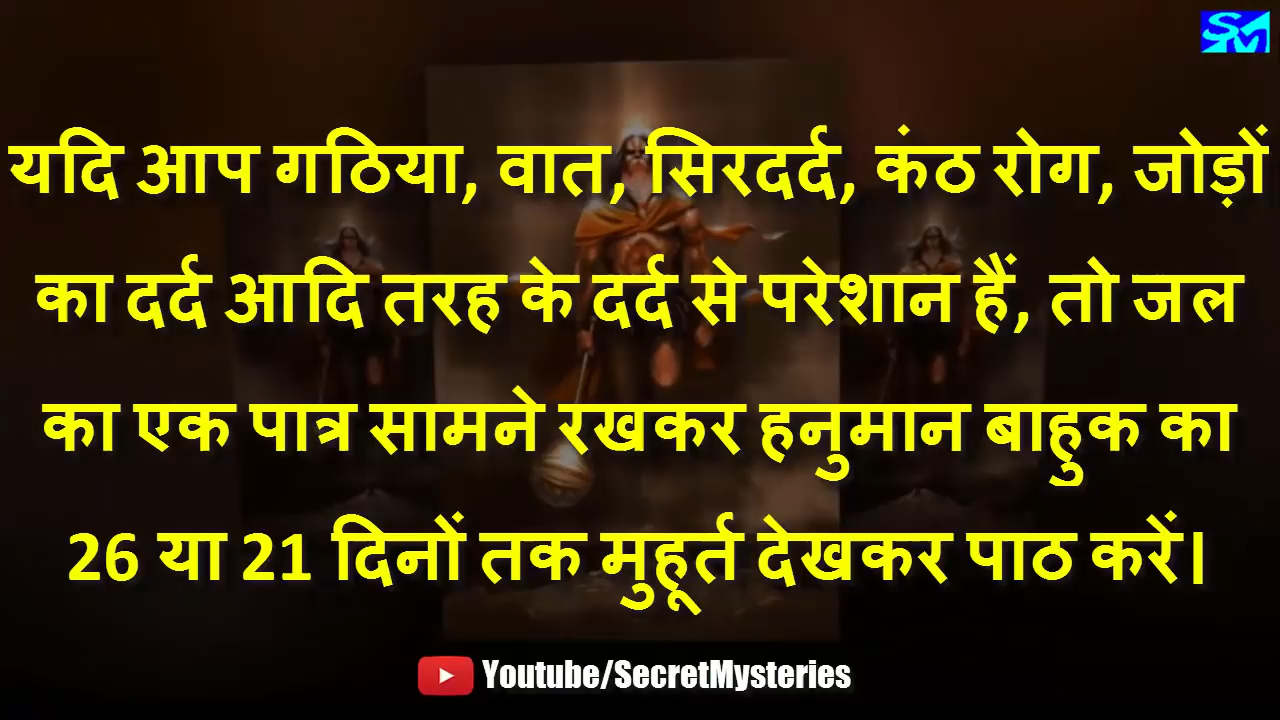 SM
यदि आप गठिया, वात, सिरदर्द, कंठ रोग, जोड़ों
का दर्द आदि तरह के दर्द से परेशान हैं, तो जल
का एक पात्र सामने रखकर हनुमान बाहुक का
26 या 21 दिनों तक मुहूर्त देखकर पाठ करें।
Youtube/SecretMysteries